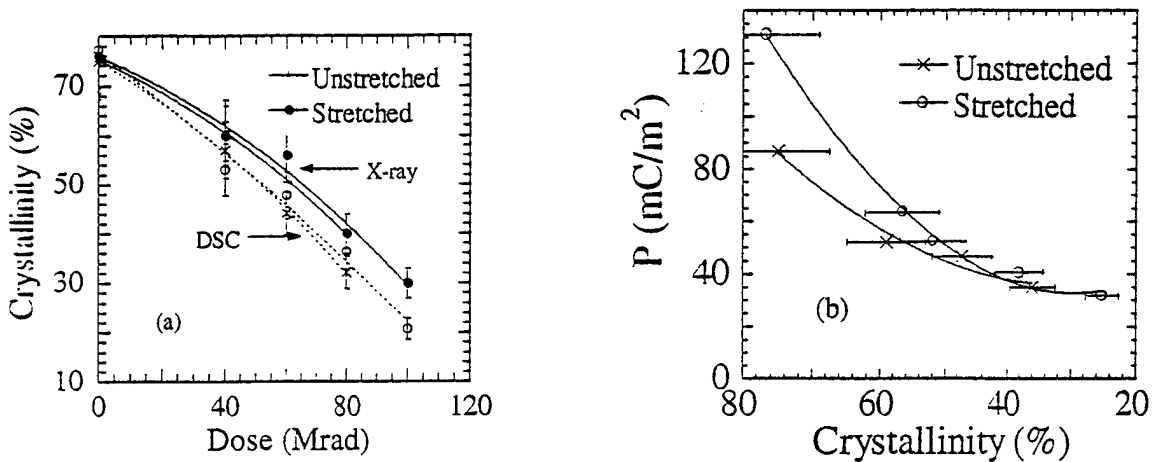 70
50
30
10
Crystallinity (%)
Unstretched
Stretched
X-ray
DSC
(a)
0 40 80 120
Dose (Mrad)
120
80
40
0
P (mC/m²)
Unstretched
Stretched
(b)
80 60 40 20
Crystallinity (%)